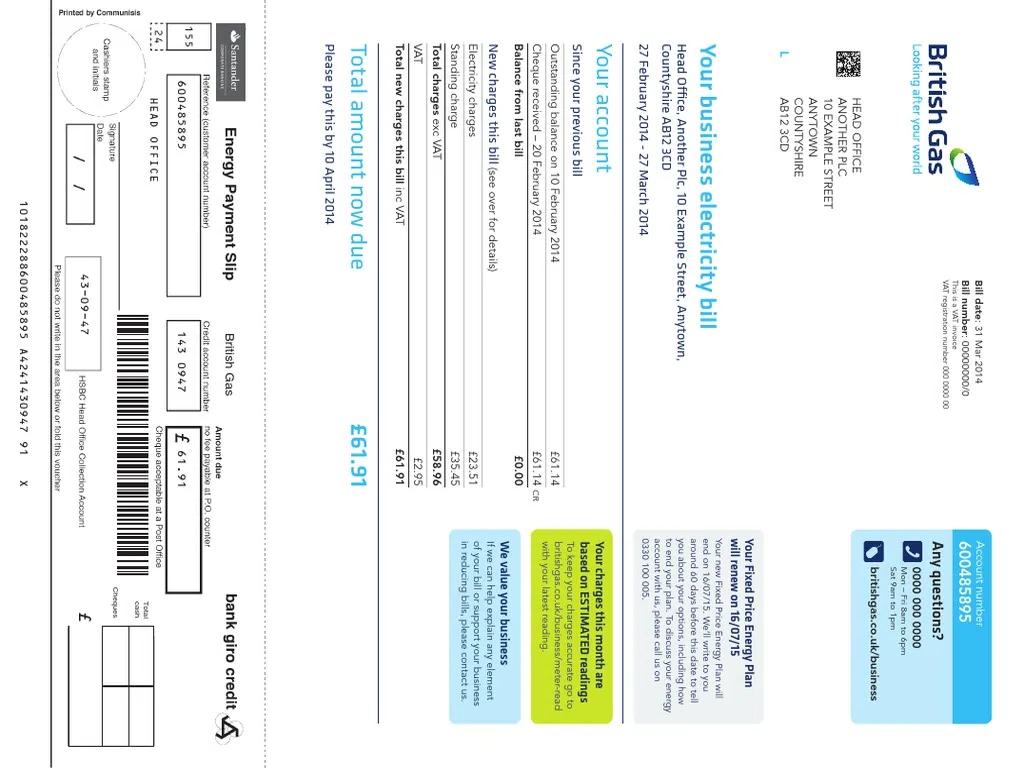 British Gas
Looking after your world
Bill date: 31 Mar 2014
Bill number: 00000000/0
This is a VAT invoice
VAT registration number 000 0000 00
Account number
600485895
Any questions?
0000 000 0000
Mon – Fri 8am to 6pm
Sat 9am to 1pm
britishgas.co.uk/business
HEAD OFFICE
ANOTHER PLC
10 EXAMPLE STREET
ANYTOWN
COUNTYSHIRE
AB12 3CD
L
Your business electricity bill
Head Office, Another Plc, 10 Example Street, Anytown,
Countyshire AB12 3CD
27 February 2014 - 27 March 2014
Your Fixed Price Energy Plan
will renew on 16/07/15
Your new Fixed Price Energy Plan will
end on 16/07/15. We'll write to you
around 60 days before this date to tell
you about your options, including how
to end your plan. To discuss your energy
account with us, please call us on
0330 100 005.
Your account
Since your previous bill
Outstanding balance on 10 February 2014 £61.14
Cheque received – 20 February 2014 £61.14 CR
Balance from last bill £0.00
New charges this bill (see over for details)
Electricity charges £23.51
Standing charge £35.45
Total charges exc VAT £58.96
VAT £2.95
Total new charges this bill inc VAT £61.91
Total amount now due £61.91
Please pay this by 10 April 2014
Your charges this month are
based on ESTIMATED readings
To keep your charges accurate go to
britishgas.co.uk/business/meter-read
with your latest reading.
We value your business
If we can help explain any element
of your bill or support your business
in reducing bills, please contact us.
Santander
CORPORATE BANKING
Energy Payment Slip
British Gas
bank giro credit
155
24
Reference (customer account number)
600485895
Credit account number
143 0947
Amount due
no fee payable at P.O. counter
£ 61.91
Cheque acceptable at a Post Office
HEAD OFFICE
Printed by Communisis
Cashiers stamp
and initials
Signature
Date
/ /
43-09-47
HSBC Head Office Collection Account
Total
cash
Cheques
£
Please do not write in the area below or fold this voucher
101822288600485895 A4241430947 91 X